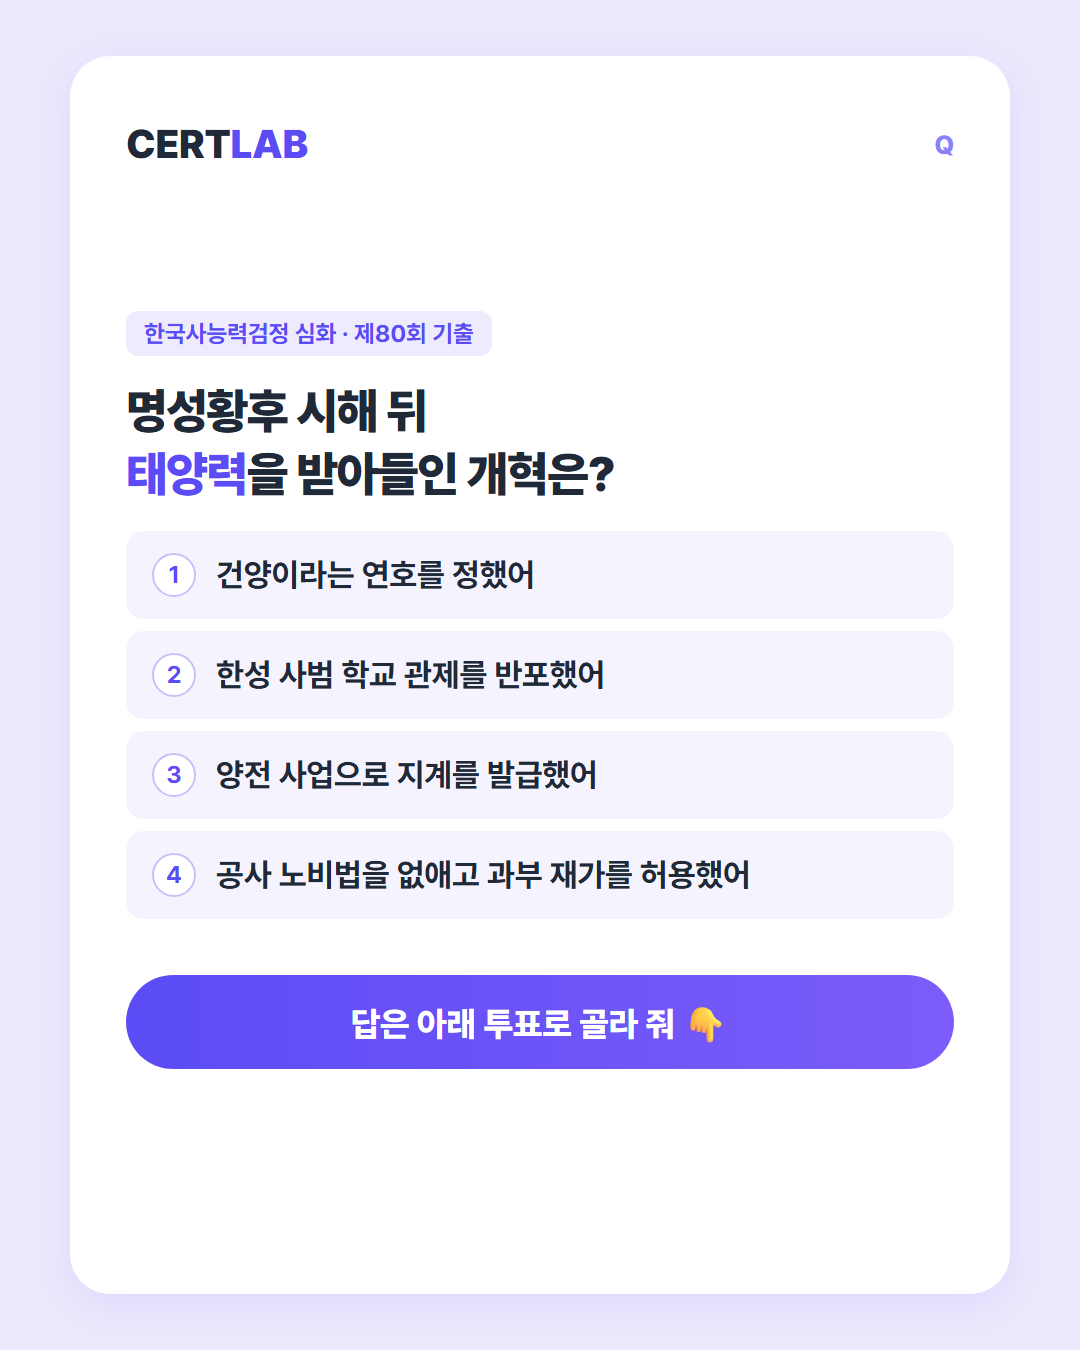 CERTLAB
Q
한국사능력검정 심화 · 제80회 기출
명성황후 시해 뒤
태양력을 받아들인 개혁은?
1 건양이라는 연호를 정했어
2 한성 사범 학교 관제를 반포했어
3 양전 사업으로 지계를 발급했어
4 공사 노비법을 없애고 과부 재가를 허용했어
답은 아래 투표로 골라 줘 👇